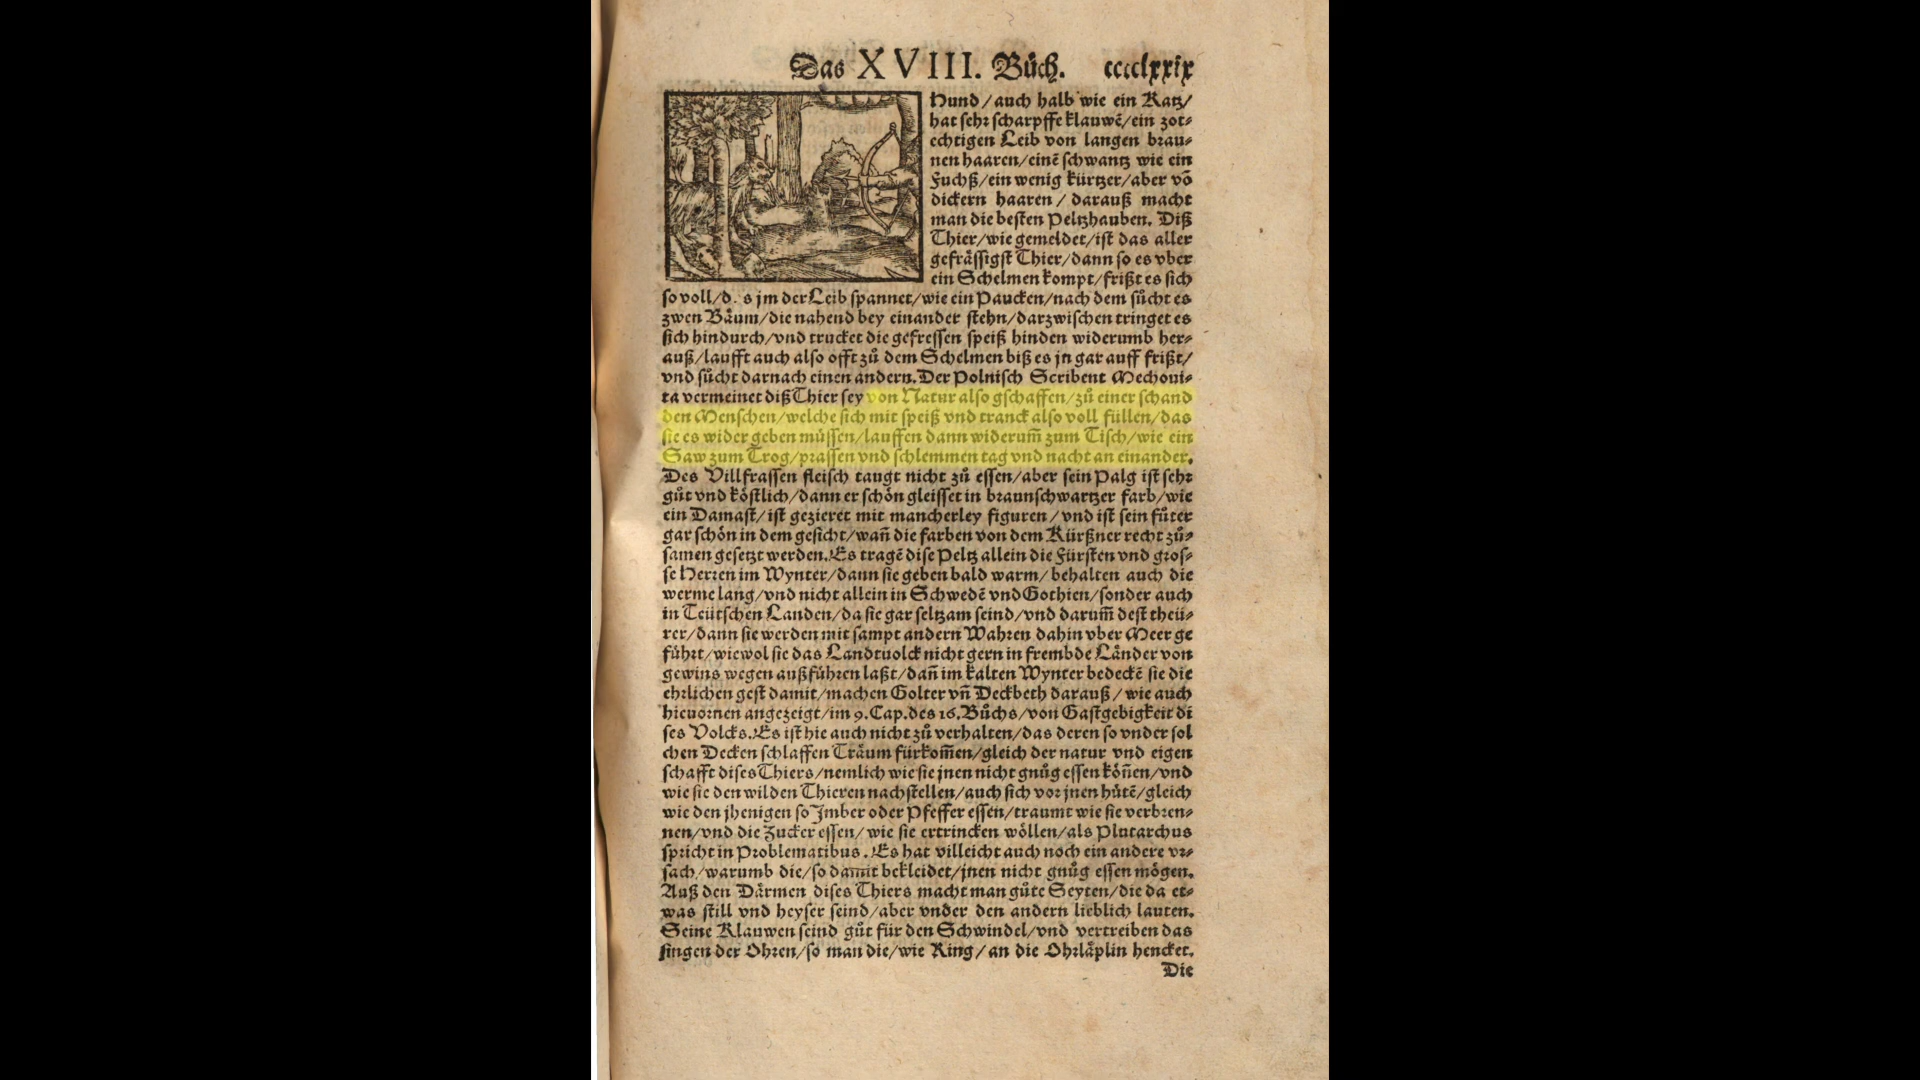 Das XVIII. Bůch. cccclxxix
Hund/auch halb wie ein Katz/
hat sehr scharpffe klauwẽ/ein zot⸗
echtigen Leib von langen brau⸗
nen haaren/einẽ schwantz wie ein
Fuchß/ein wenig kürtzer/aber võ
dickern haaren/darauß macht
man die besten Peltzhauben. Diß
Thier/wie gemeldet/ist das aller
gefrässigst Thier/dann so es vber
ein Schelmen kompt/frißt es sich
so voll/d. s jm der Leib spannet/wie ein Paucken/nach dem sůcht es
zwen Bäum/die nahend bey einander stehn/darzwischen tringet es
sich hindurch/vnd trucket die gefressen speiß hinden widerumb her⸗
auß/laufft auch also offt zů dem Schelmen biß es jn gar auff frißt/
vnd sůcht darnach einen andern. Der Polnisch Scribent Mechoui⸗
ta vermeinet diß Thier sey von Natur also gschaffen/zů einer schand
den Menschen/welche sich mit speiß vnd tranck also voll füllen/das
sie es wider geben müssen/lauffen dann widerum̃ zum Tisch/wie ein
Saw zum Trog/prassen vnd schlemmen tag vnd nacht an einander.
Des Villfrassen fleisch taugt nicht zů essen/aber sein Palg ist sehr
gůt vnd köstlich/dann er schön gleisset in braunschwartzer farb/wie
ein Damast/ist gezieret mit mancherley figuren/vnd ist sein fůter
gar schön in dem gesicht/wañ die farben von dem Kürßner recht zů⸗
samen gesetzt werden. Es tragẽ dise Peltz allein die Fürsten vnd gros⸗
se Herren im Wynter/dann sie geben bald warm/behalten auch die
werme lang/vnd nicht allein in Schwedẽ vnd Gothien/sonder auch
in Teütschen Landen/da sie gar seltzam seind/vnd darum̃ dest theü⸗
rer/dann sie werden mit sampt andern Wahren dahin vber Meer ge
führt/wiewol sie das Landtuolck nicht gern in frembde Länder von
gewins wegen außführen laßt/dañ im kalten Wynter bedeckẽ sie die
ehrlichen gest damit/machen Golter vñ Deckbeth darauß/wie auch
hieuornen angezeigt/im 9. Cap. des 16. Bůchs/von Gastgebigkeit di
ses Volcks. Es ist hie auch nicht zů verhalten/das deren so vnder sol
chen Decken schlaffen Träum fürkom̃en/gleich der natur vnd eigen
schafft dises Thiers/nemlich wie sie jnen nicht gnůg essen köñen/vnd
wie sie den wilden Thieren nachstellen/auch sich vor jnen hütẽ/gleich
wie den jhenigen so Imber oder Pfeffer essen/traumt wie sie verbren⸗
nen/vnd die Zucker essen/wie sie ertrincken wöllen/als Plutarchus
spricht in Problematibus. Es hat villeicht auch noch ein andere vr⸗
sach/warumb die/so damit bekleidet/jnen nicht gnůg essen mögen.
Auß den Därmen dises Thiers macht man gůte Seyten/die da et⸗
was still vnd heyser seind/aber vnder den andern lieblich lauten.
Seine Klauwen seind gůt für den Schwindel/vnd vertreiben das
singen der Ohren/so man die/wie Ring/an die Ohrläplin hencket.
Die